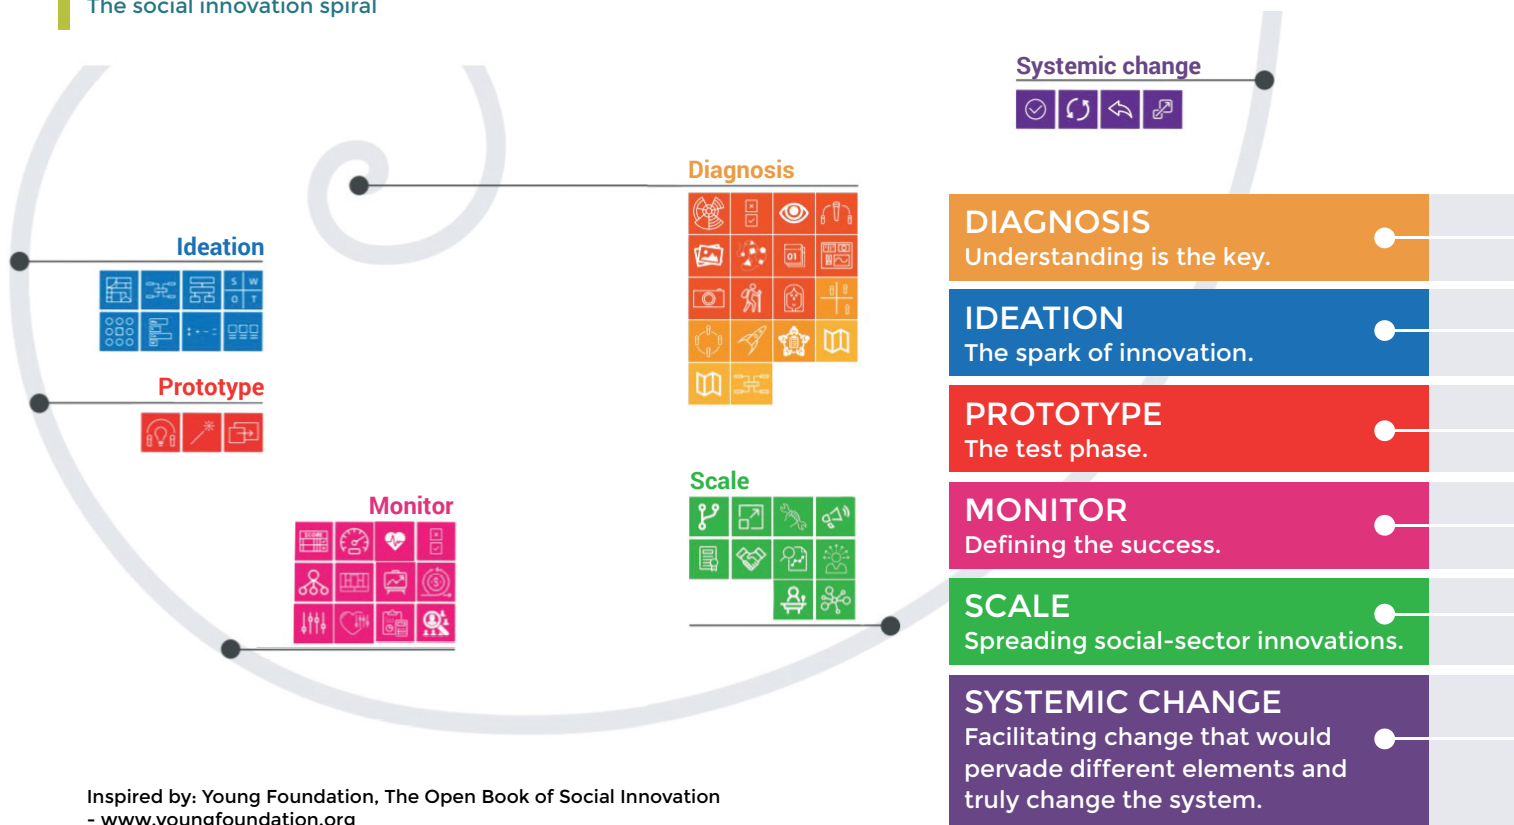 The social innovation spiral
Systemic change
Diagnosis
01
Ideation
S W
O T
Prototype
Monitor
SCORE
Scale
DIAGNOSIS
Understanding is the key.
IDEATION
The spark of innovation.
PROTOTYPE
The test phase.
MONITOR
Defining the success.
SCALE
Spreading social-sector innovations.
SYSTEMIC CHANGE
Facilitating change that would
pervade different elements and
truly change the system.
Inspired by: Young Foundation, The Open Book of Social Innovation
- www.youngfoundation.org